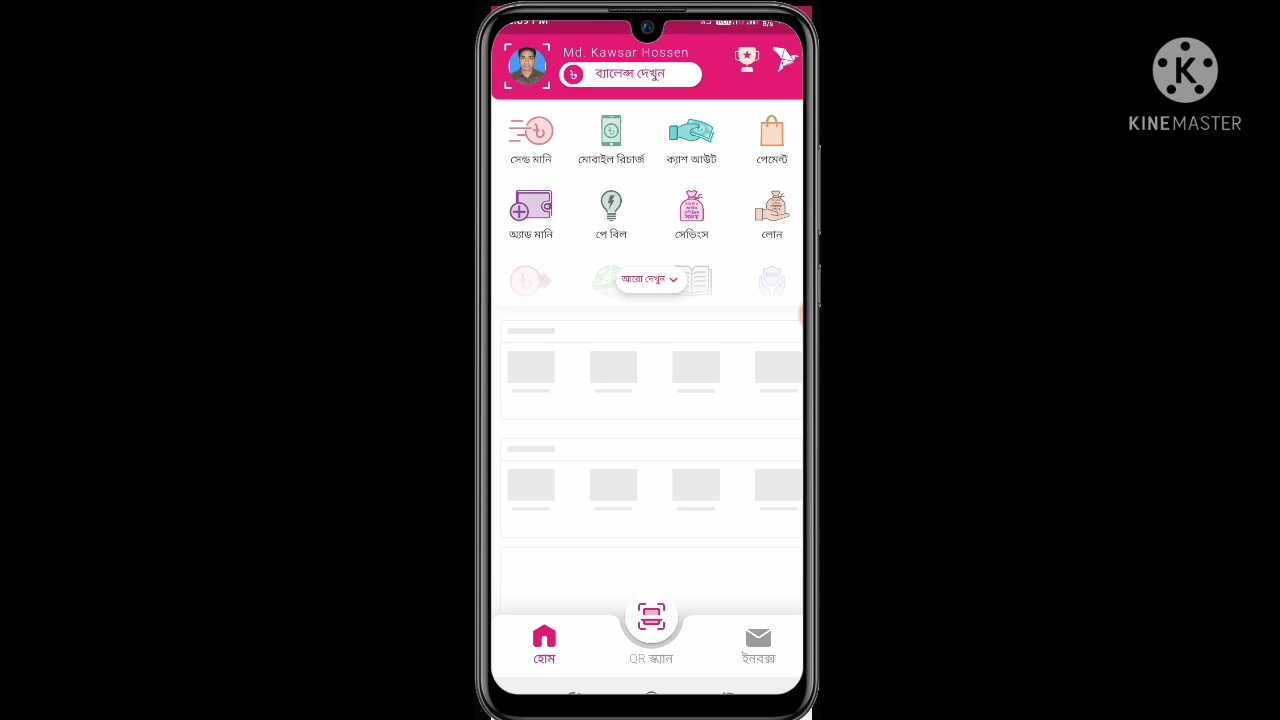 Md. Kawsar Hossen
ব্যালেন্স দেখুন
সেন্ড মানি
মোবাইল রিচার্জ
ক্যাশ আউট
পেমেন্ট
অ্যাড মানি
পে বিল
সেভিংস
লোন
আরো দেখুন
হোম
QR স্ক্যান
ইনবক্স
K
KINEMASTER